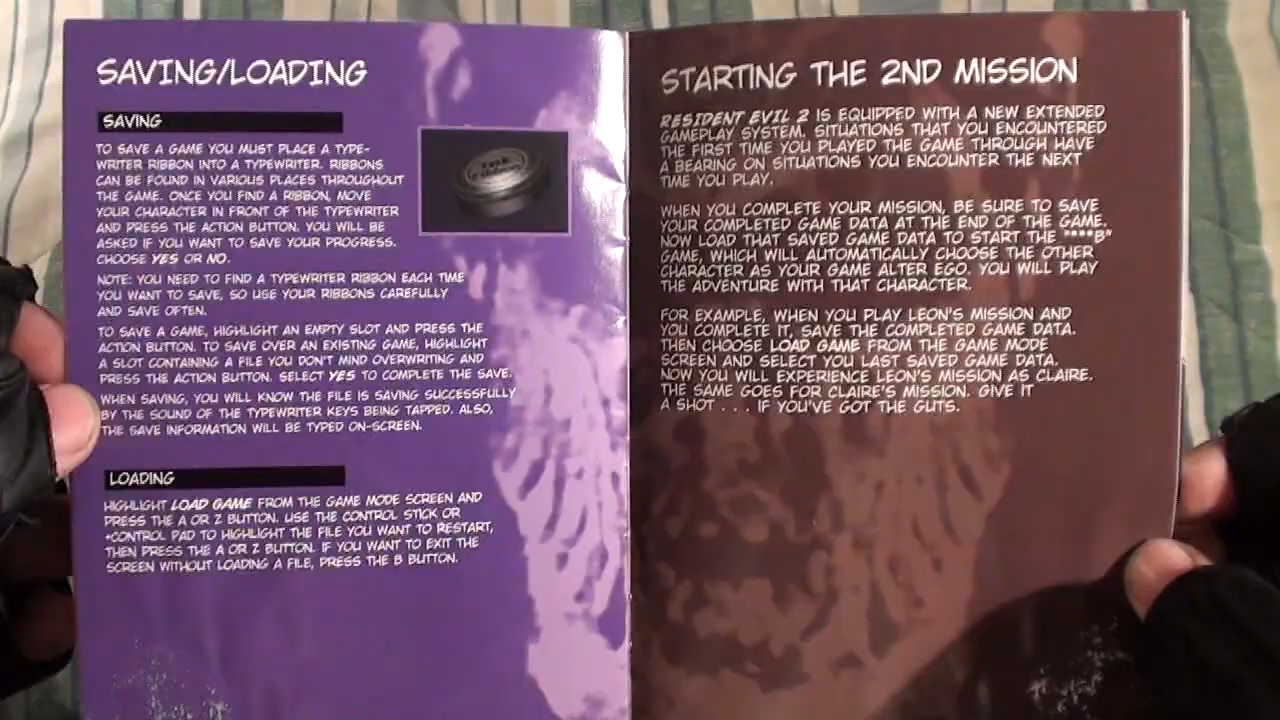 SAVING/LOADING
SAVING
TO SAVE A GAME YOU MUST PLACE A TYPE-
WRITER RIBBON INTO A TYPEWRITER. RIBBONS
CAN BE FOUND IN VARIOUS PLACES THROUGHOUT
THE GAME. ONCE YOU FIND A RIBBON, MOVE
YOUR CHARACTER IN FRONT OF THE TYPEWRITER
AND PRESS THE ACTION BUTTON. YOU WILL BE
ASKED IF YOU WANT TO SAVE YOUR PROGRESS.
CHOOSE YES OR NO.
NOTE: YOU NEED TO FIND A TYPEWRITER RIBBON EACH TIME
YOU WANT TO SAVE, SO USE YOUR RIBBONS CAREFULLY
AND SAVE OFTEN.
TO SAVE A GAME, HIGHLIGHT AN EMPTY SLOT AND PRESS THE
ACTION BUTTON. TO SAVE OVER AN EXISTING GAME, HIGHLIGHT
A SLOT CONTAINING A FILE YOU DON'T MIND OVERWRITING AND
PRESS THE ACTION BUTTON. SELECT YES TO COMPLETE THE SAVE.
WHEN SAVING, YOU WILL KNOW THE FILE IS SAVING SUCCESSFULLY
BY THE SOUND OF THE TYPEWRITER KEYS BEING TAPPED. ALSO,
THE SAVE INFORMATION WILL BE TYPED ON-SCREEN.
LOADING
HIGHLIGHT LOAD GAME FROM THE GAME MODE SCREEN AND
PRESS THE A OR Z BUTTON. USE THE CONTROL STICK OR
+CONTROL PAD TO HIGHLIGHT THE FILE YOU WANT TO RESTART,
THEN PRESS THE A OR Z BUTTON. IF YOU WANT TO EXIT THE
SCREEN WITHOUT LOADING A FILE, PRESS THE B BUTTON.
STARTING THE 2ND MISSION
RESIDENT EVIL 2 IS EQUIPPED WITH A NEW EXTENDED
GAMEPLAY SYSTEM. SITUATIONS THAT YOU ENCOUNTERED
THE FIRST TIME YOU PLAYED THE GAME THROUGH HAVE
A BEARING ON SITUATIONS YOU ENCOUNTER THE NEXT
TIME YOU PLAY.
WHEN YOU COMPLETE YOUR MISSION, BE SURE TO SAVE
YOUR COMPLETED GAME DATA AT THE END OF THE GAME.
NOW LOAD THAT SAVED GAME DATA TO START THE "***B"
GAME, WHICH WILL AUTOMATICALLY CHOOSE THE OTHER
CHARACTER AS YOUR GAME ALTER EGO. YOU WILL PLAY
THE ADVENTURE WITH THAT CHARACTER.
FOR EXAMPLE, WHEN YOU PLAY LEON'S MISSION AND
YOU COMPLETE IT, SAVE THE COMPLETED GAME DATA.
THEN CHOOSE LOAD GAME FROM THE GAME MODE
SCREEN AND SELECT YOU LAST SAVED GAME DATA.
NOW YOU WILL EXPERIENCE LEON'S MISSION AS CLAIRE.
THE SAME GOES FOR CLAIRE'S MISSION. GIVE IT
A SHOT . . . IF YOU'VE GOT THE GUTS.